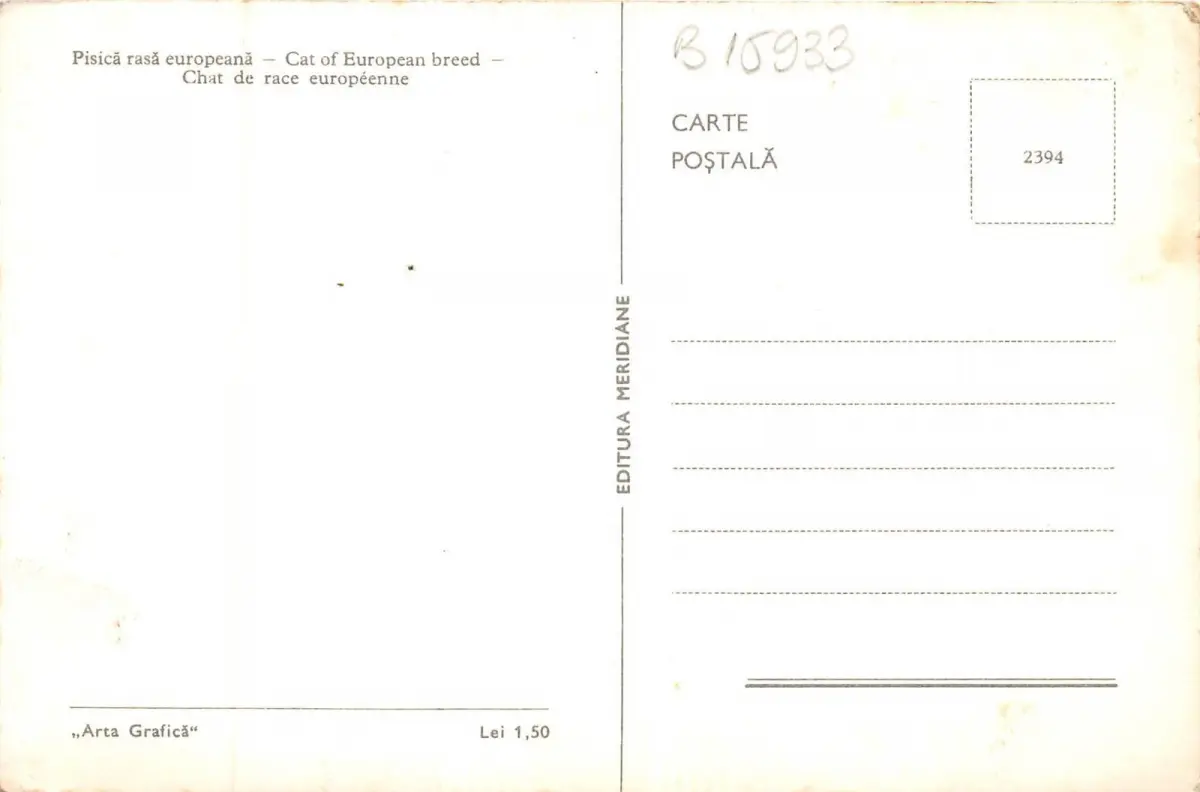 Pisică rasă europeană — Cat of European breed —
Chat de race européenne
B 15933
CARTE
POȘTALĂ
2394
EDITURA MERIDIANE
„Arta Grafică“
Lei 1,50